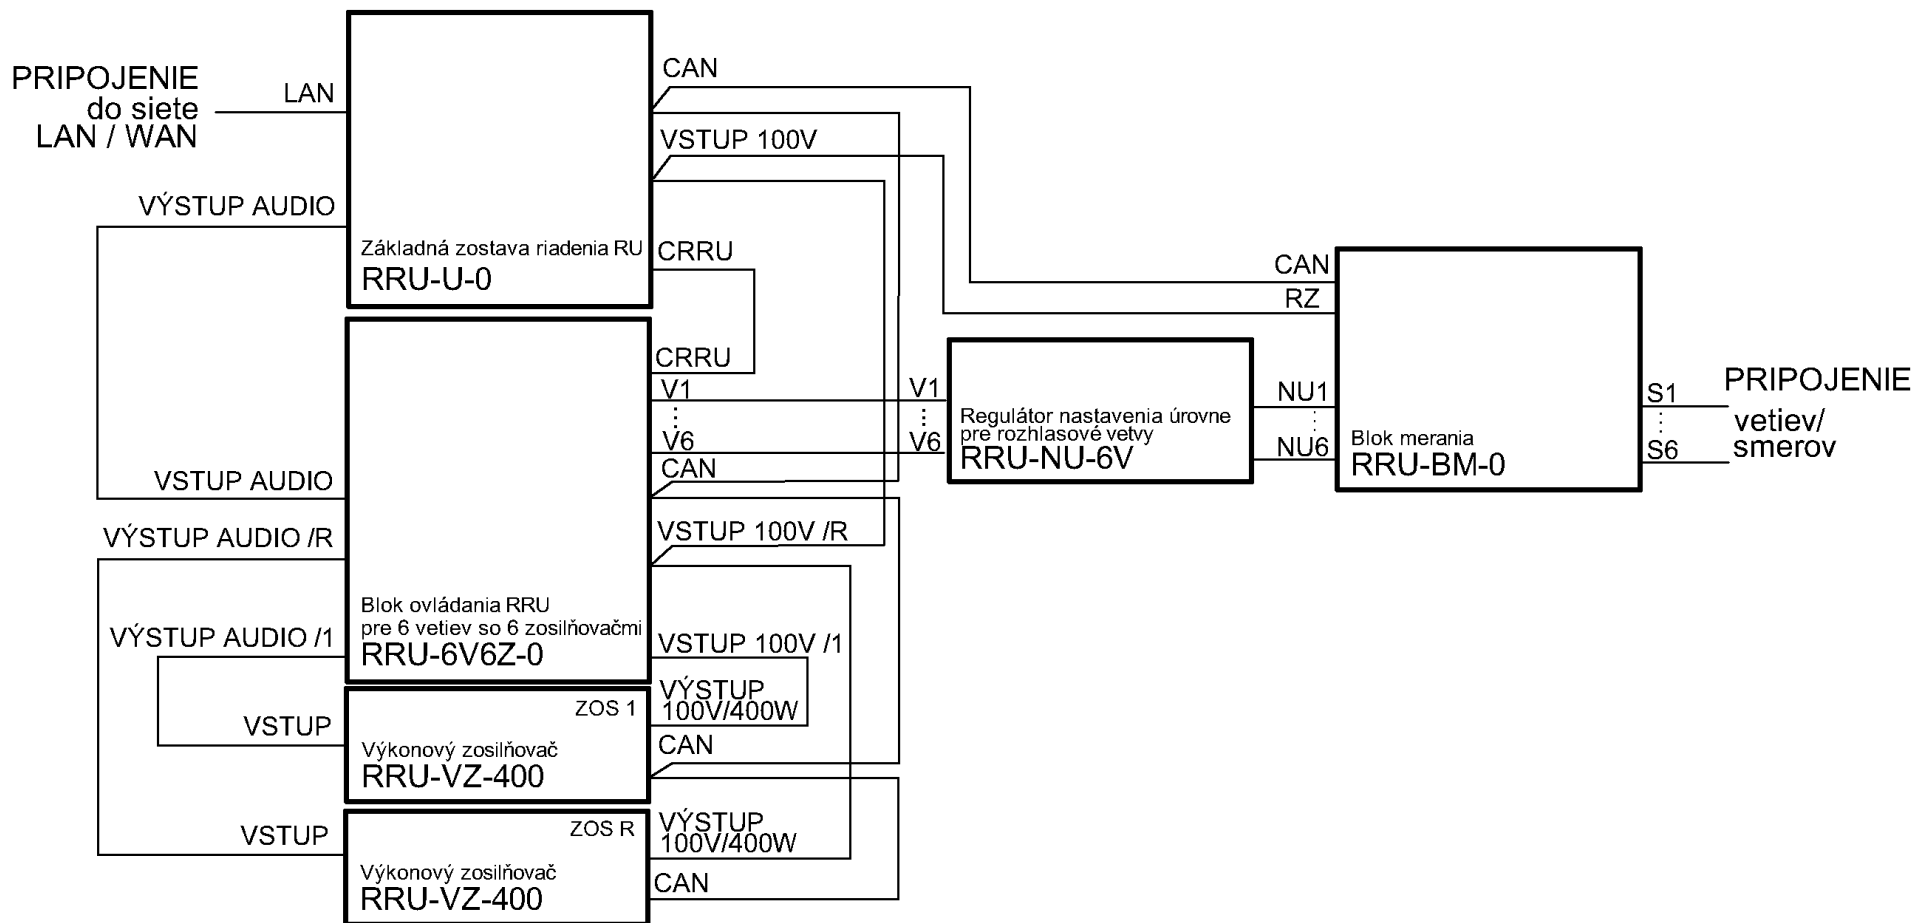 PRIPOJENIE
do siete
LAN / WAN
LAN
VÝSTUP AUDIO
Základná zostava riadenia RU
RRU-U-0
CAN
VSTUP 100V
CRRU
CRRU
V1
V6
CAN
VSTUP AUDIO
VÝSTUP AUDIO /R
VSTUP 100V /R
Blok ovládania RRU
pre 6 vetiev so 6 zosilňovačmi
RRU-6V6Z-0
VÝSTUP AUDIO /1
VSTUP 100V /1
VÝSTUP
100V/400W
ZOS 1
VSTUP
Výkonový zosilňovač
RRU-VZ-400
CAN
ZOS R
VSTUP
VÝSTUP
100V/400W
Výkonový zosilňovač
RRU-VZ-400
CAN
V1
V6
Regulátor nastavenia úrovne
pre rozhlasové vetvy
RRU-NU-6V
NU1
NU6
CAN
RZ
Blok merania
RRU-BM-0
S1
S6
PRIPOJENIE
vetiev/
smerov